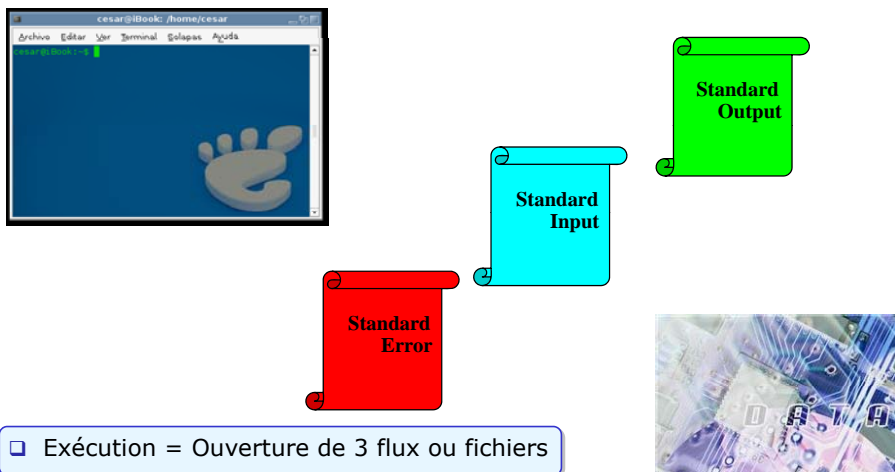 cesar@iBook: /home/cesar
Archivo Editar Ver Terminal Solapas Ayuda
cesar@iBook:~$
Standard
Output
Standard
Input
Standard
Error
DATA
Exécution = Ouverture de 3 flux ou fichiers